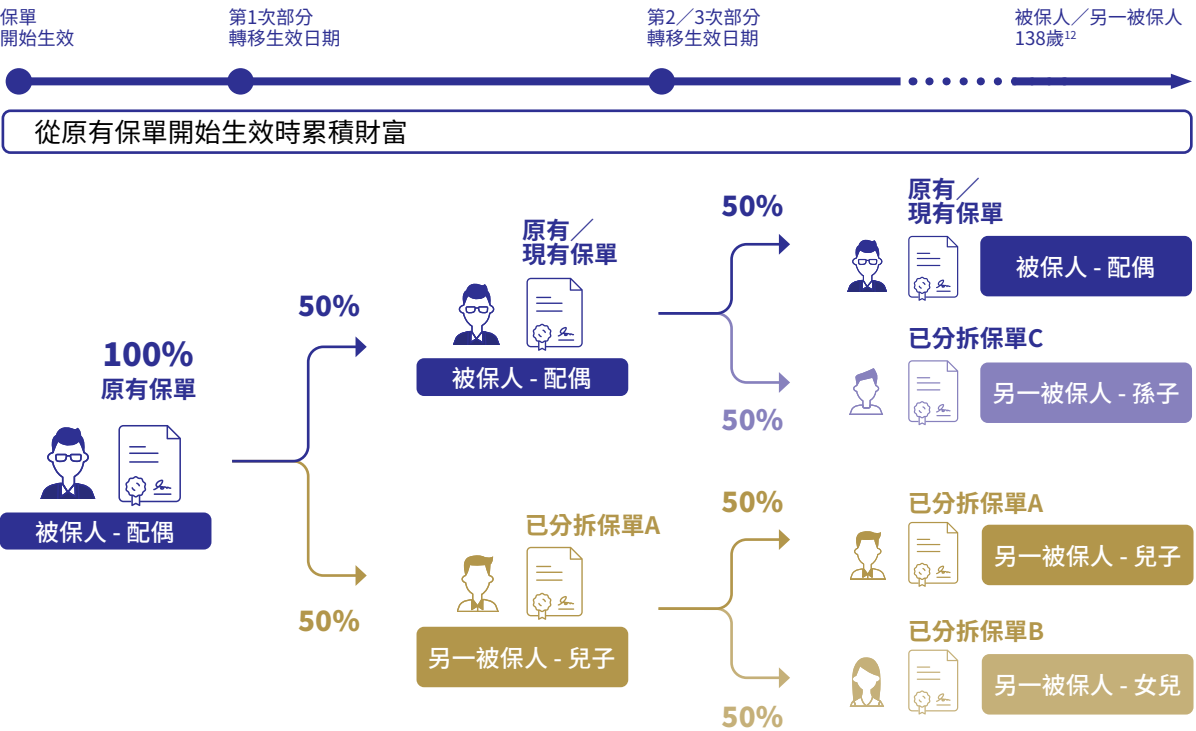 保單
開始生效
第1次部分
轉移生效日期
第2／3次部分
轉移生效日期
被保人／另一被保人
138歲12
從原有保單開始生效時累積財富
100%
原有保單
被保人 - 配偶
50%
原有／
現有保單
被保人 - 配偶
50%
已分拆保單A
另一被保人 - 兒子
50%
原有／
現有保單
被保人 - 配偶
50%
已分拆保單C
另一被保人 - 孫子
50%
已分拆保單A
另一被保人 - 兒子
50%
已分拆保單B
另一被保人 - 女兒